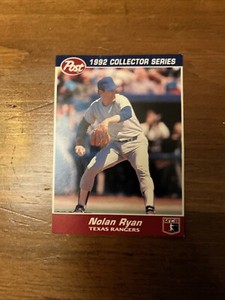 Post
1992 COLLECTOR SERIES
Nolan Ryan
TEXAS RANGERS